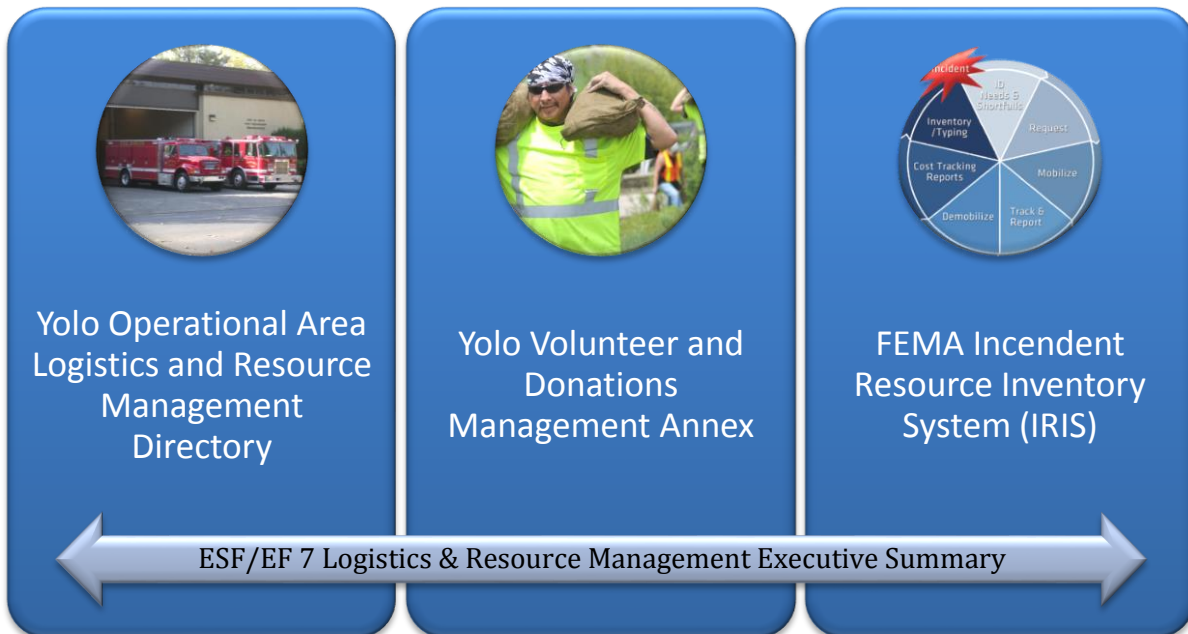 Incident
ID
Needs &
Shortfalls
Request
Mobilize
Track &
Report
Demobilize
Cost Tracking
Reports
Inventory
/Typing
Yolo Operational Area
Logistics and Resource
Management
Directory
Yolo Volunteer and
Donations
Management Annex
FEMA Incendent
Resource Inventory
System (IRIS)
ESF/EF 7 Logistics & Resource Management Executive Summary